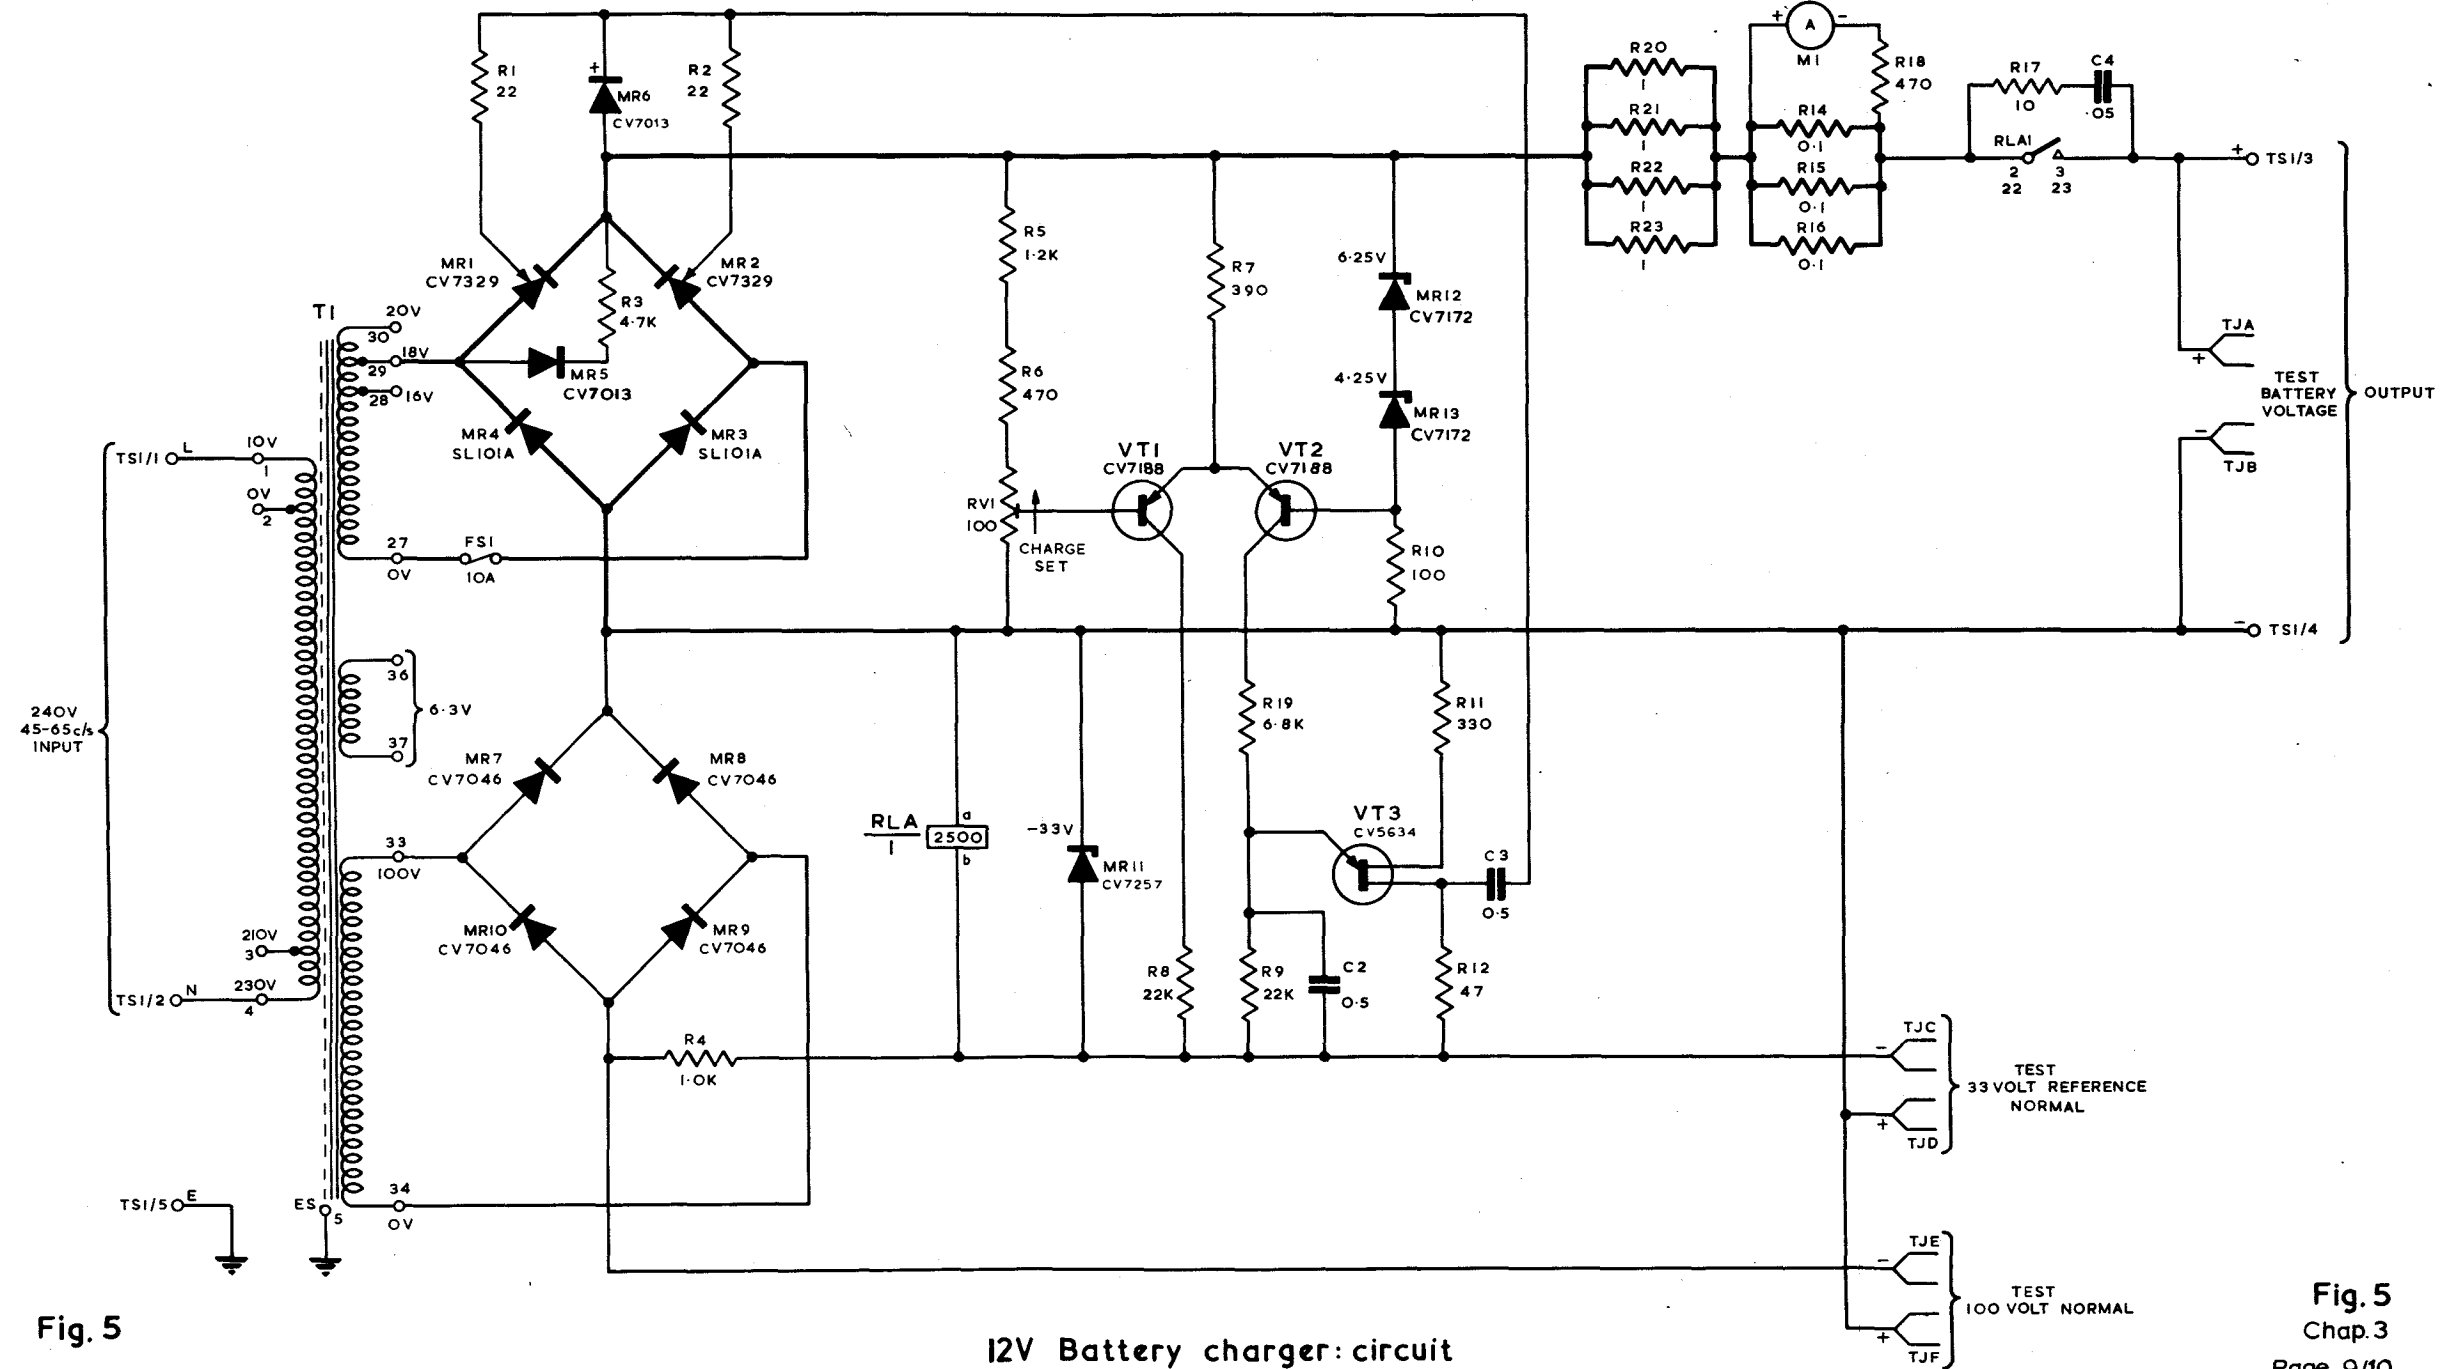 R1
22
+
MR6
CV7013
R2
22
R20
1
R21
1
R22
1
R23
1
+
A
-
M1
R18
470
R14
0·1
R15
0·1
R16
0·1
R17
10
C4
·05
RLA1
2
22
3
23
+
TS1/3
MR1
CV7329
MR2
CV7329
R3
4·7K
MR5
CV7013
MR4
SL101A
MR3
SL101A
R5
1·2K
R6
470
RV1
100
CHARGE
SET
R7
390
6·25V
MR12
CV7172
4·25V
MR13
CV7172
VT1
CV7188
VT2
CV7188
R10
100
TJA
+
TEST
BATTERY
VOLTAGE
-
TJB
OUTPUT
-
TS1/4
T1
20V
30
18V
29
28
16V
TS1/1
L
10V
1
0V
2
27
0V
FS1
10A
36
37
6·3V
240V
45-65c/s
INPUT
MR7
CV7046
MR8
CV7046
MR10
CV7046
MR9
CV7046
33
100V
210V
3
230V
4
TS1/2
N
RLA
1
a
2500
b
-33V
MR11
CV7257
R19
6·8K
R11
330
VT3
CV5634
C3
0·5
R8
22K
R9
22K
C2
0·5
R12
47
R4
1·0K
-
TJC
TEST
33 VOLT REFERENCE
NORMAL
+
TJD
TS1/5
E
ES
5
34
0V
-
TJE
TEST
100 VOLT NORMAL
+
TJF
Fig. 5
12V Battery charger: circuit
Fig. 5
Chap. 3
Page 9/10